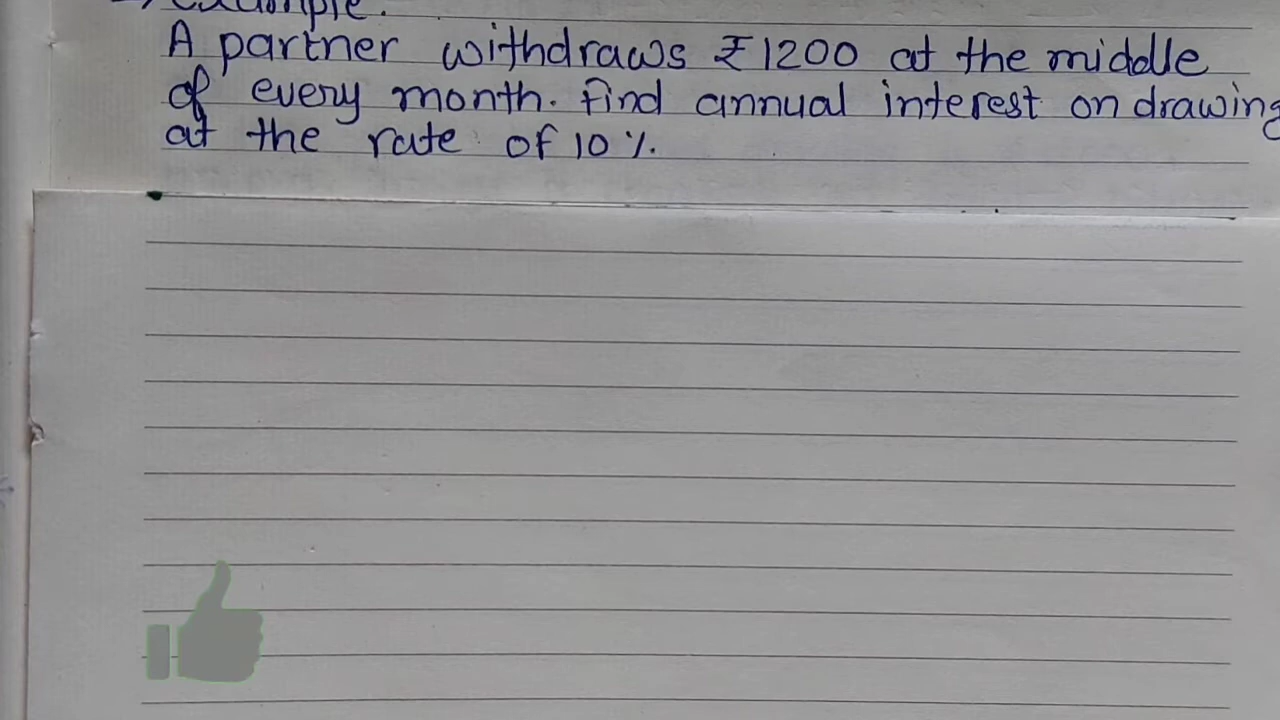 example.
A partner withdraws ₹1200 at the middle
of every month. find annual interest on drawing
at the rate of 10 %.